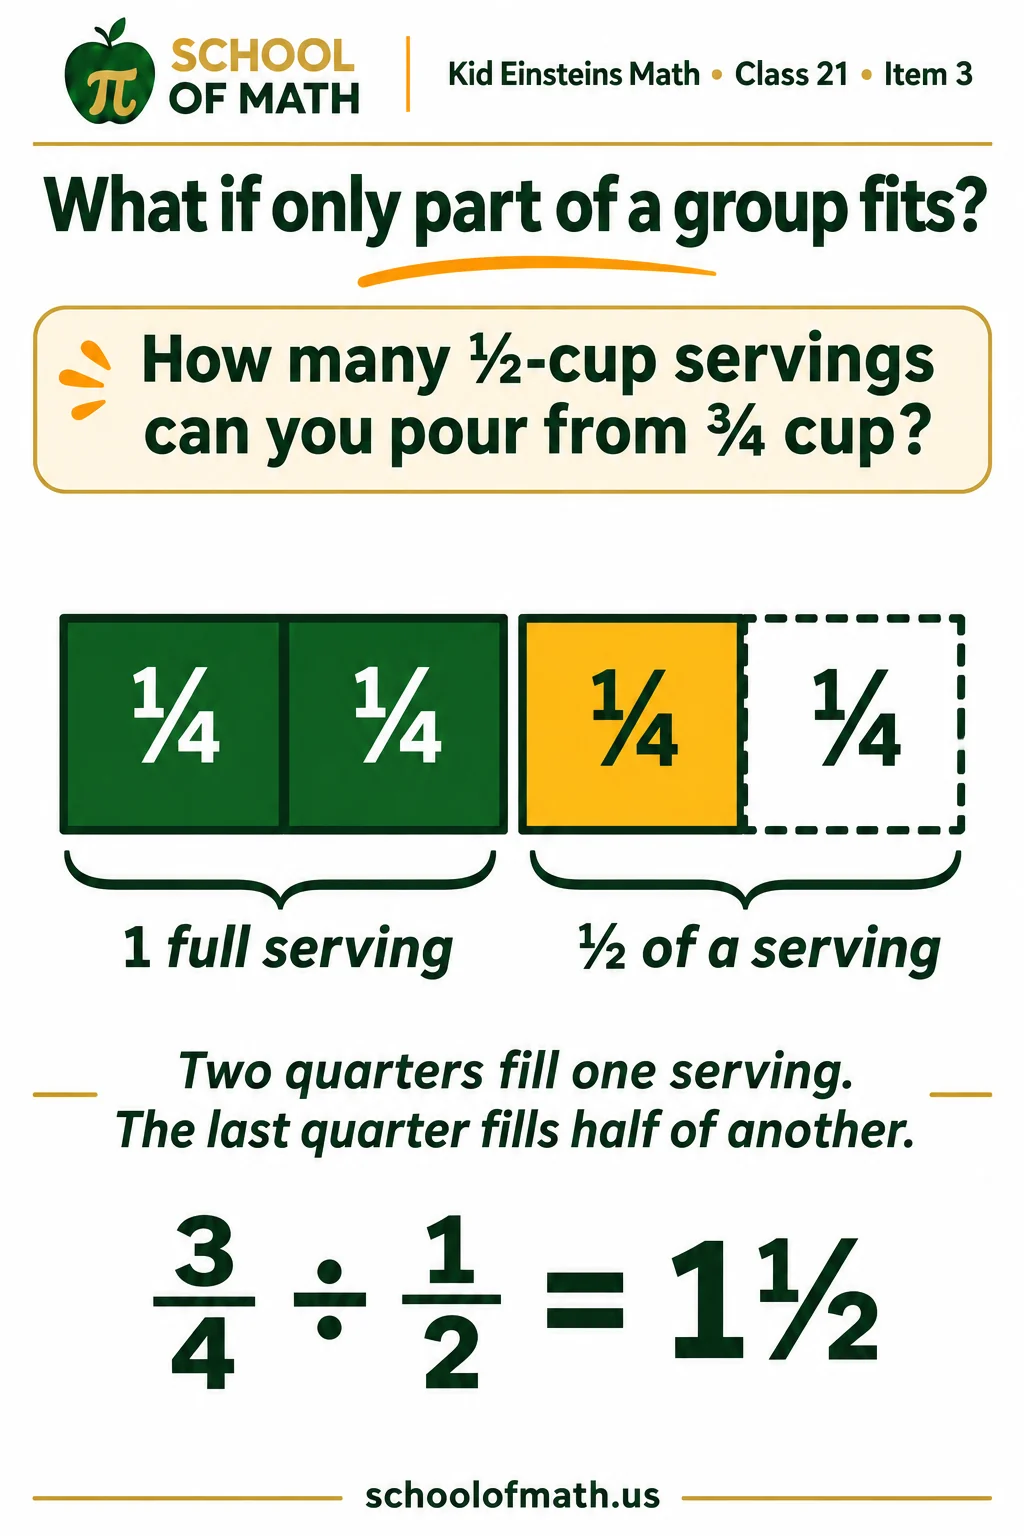 π
SCHOOL
OF MATH
Kid Einsteins Math • Class 21 • Item 3
What if only part of a group fits?
How many ½-cup servings
can you pour from ¾ cup?
¼ ¼ ¼ ¼
1 full serving
½ of a serving
Two quarters fill one serving.
The last quarter fills half of another.
3/4 ÷ 1/2 = 1½
schoolofmath.us